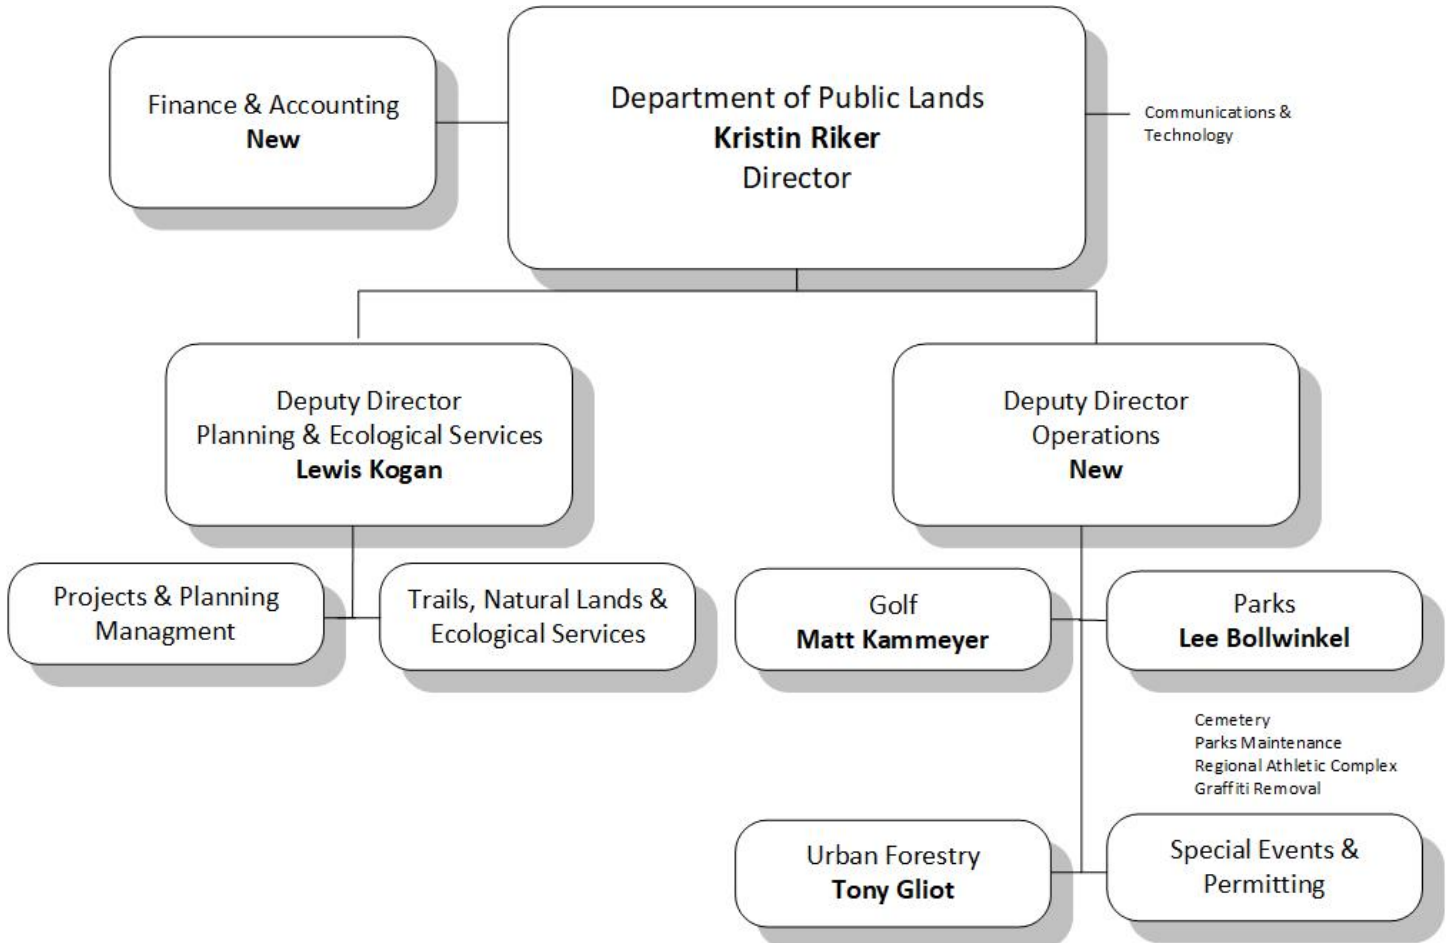 Finance & Accounting
New
Department of Public Lands
Kristin Riker
Director
Communications &
Technology
Deputy Director
Planning & Ecological Services
Lewis Kogan
Deputy Director
Operations
New
Projects & Planning
Managment
Trails, Natural Lands &
Ecological Services
Golf
Matt Kammeyer
Parks
Lee Bollwinkel
Cemetery
Parks Maintenance
Regional Athletic Complex
Graffiti Removal
Urban Forestry
Tony Gliot
Special Events &
Permitting